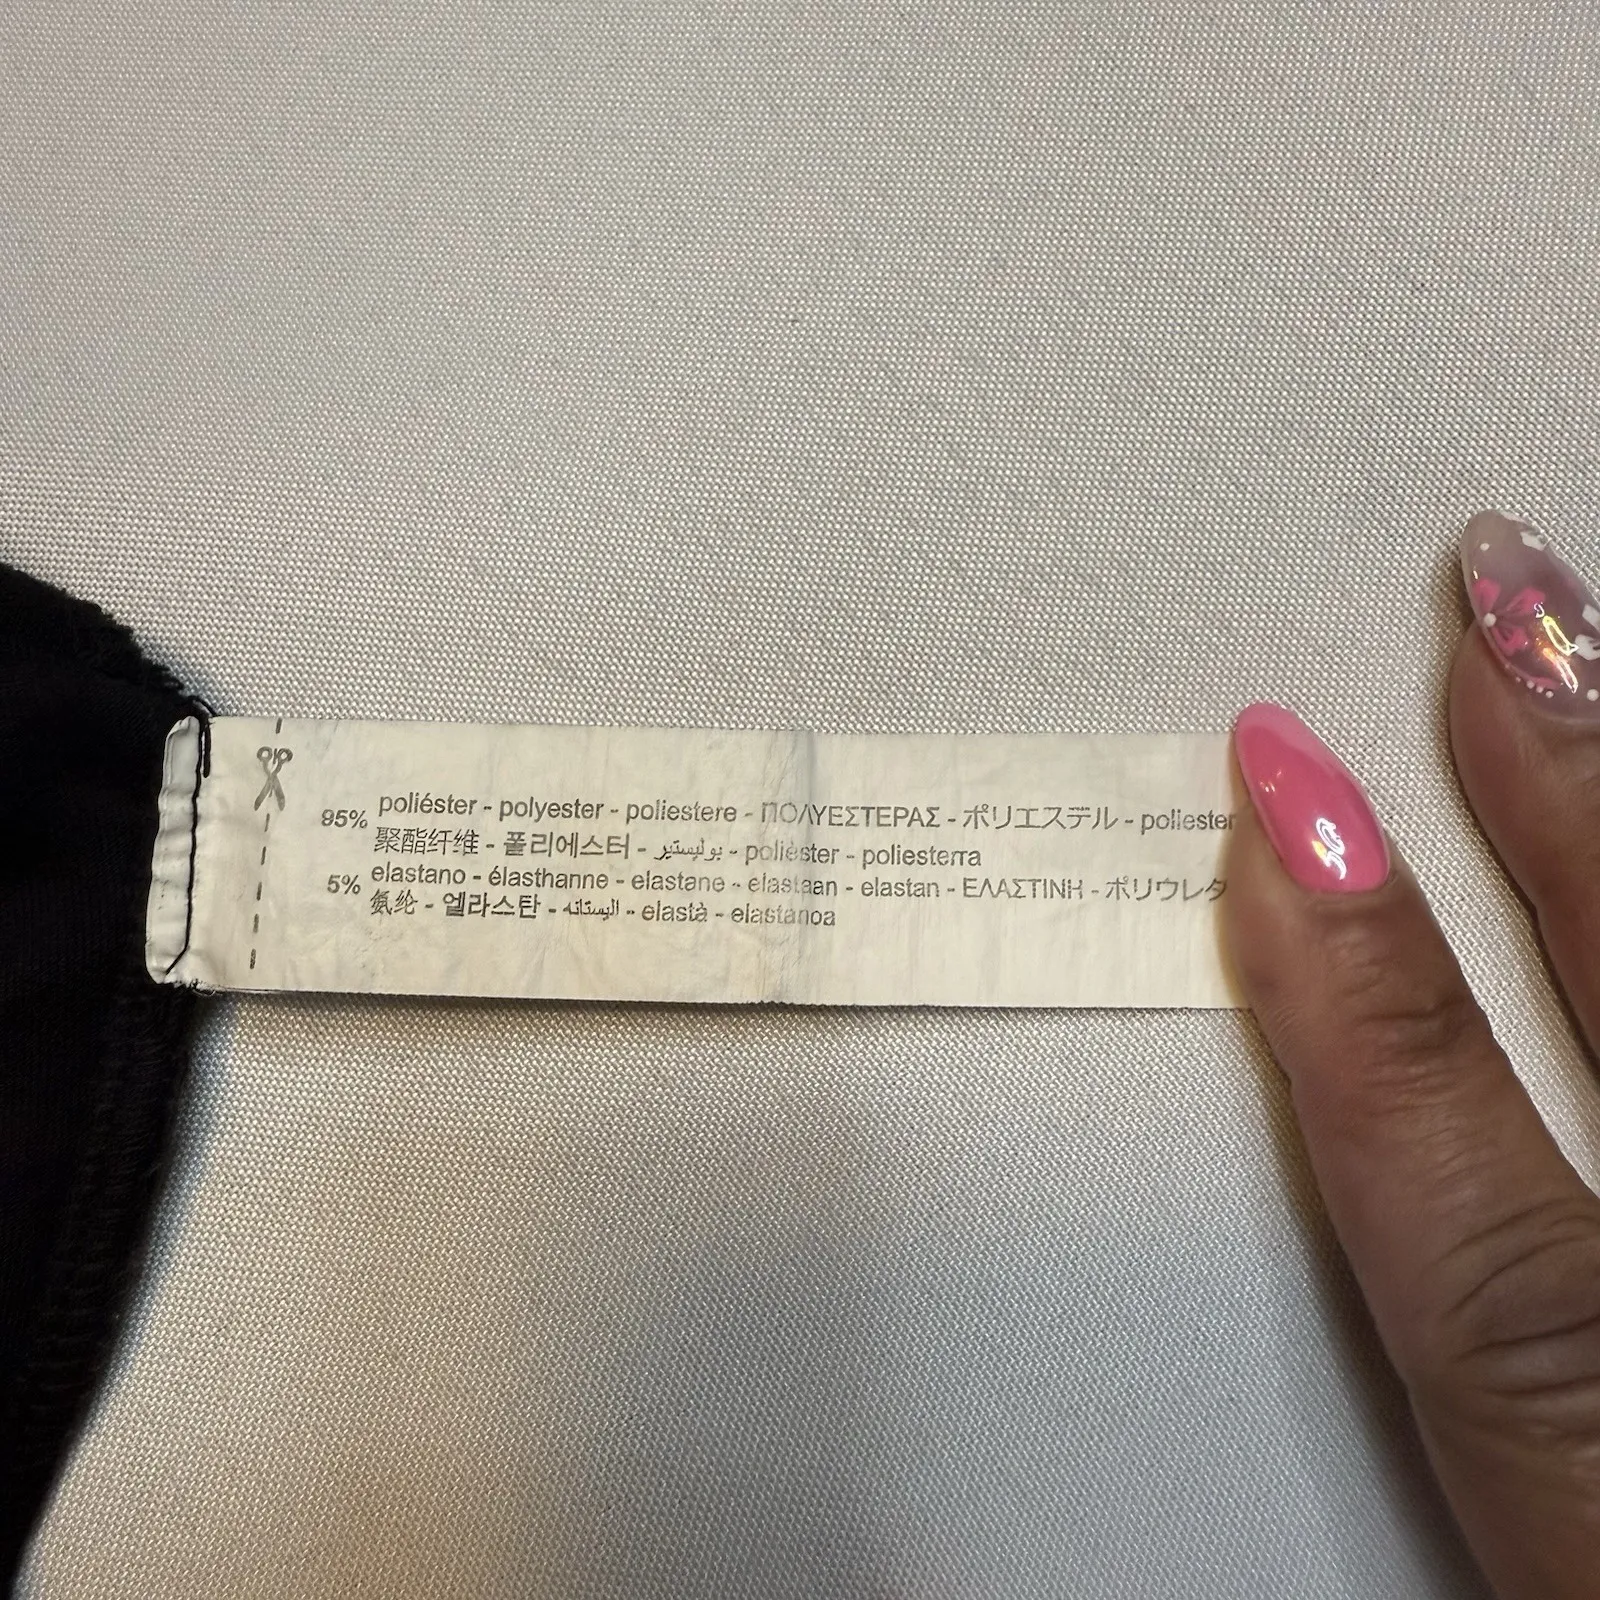 95% poliéster - polyester - poliestere - ΠΟΛΥΕΣΤΕΡΑΣ - ポリエステル - poliester
聚酯纤维 - 폴리에스터 - بوليستير - polièster - poliesterra
5% elastano - élasthanne - elastane - elastaan - elastan - ΕΛΑΣΤΙΝΗ - ポリウレタ
氨纶 - 엘라스탄 - اليستانه - elastà - elastanoa